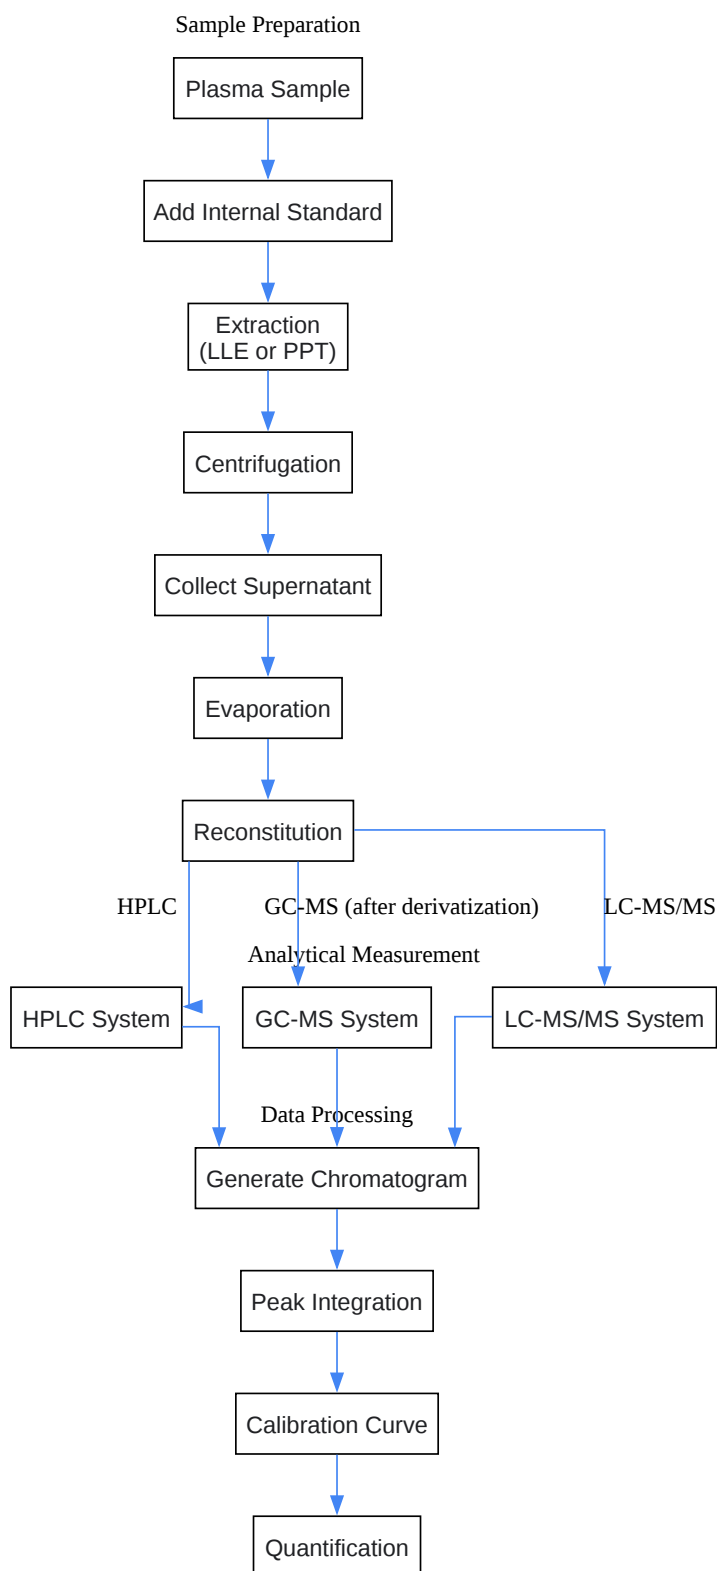 Sample Preparation
Plasma Sample
Add Internal Standard
Extraction
(LLE or PPT)
Centrifugation
Collect Supernatant
Evaporation
Reconstitution
HPLC
GC-MS (after derivatization)
LC-MS/MS
Analytical Measurement
HPLC System
GC-MS System
LC-MS/MS System
Data Processing
Generate Chromatogram
Peak Integration
Calibration Curve
Quantification